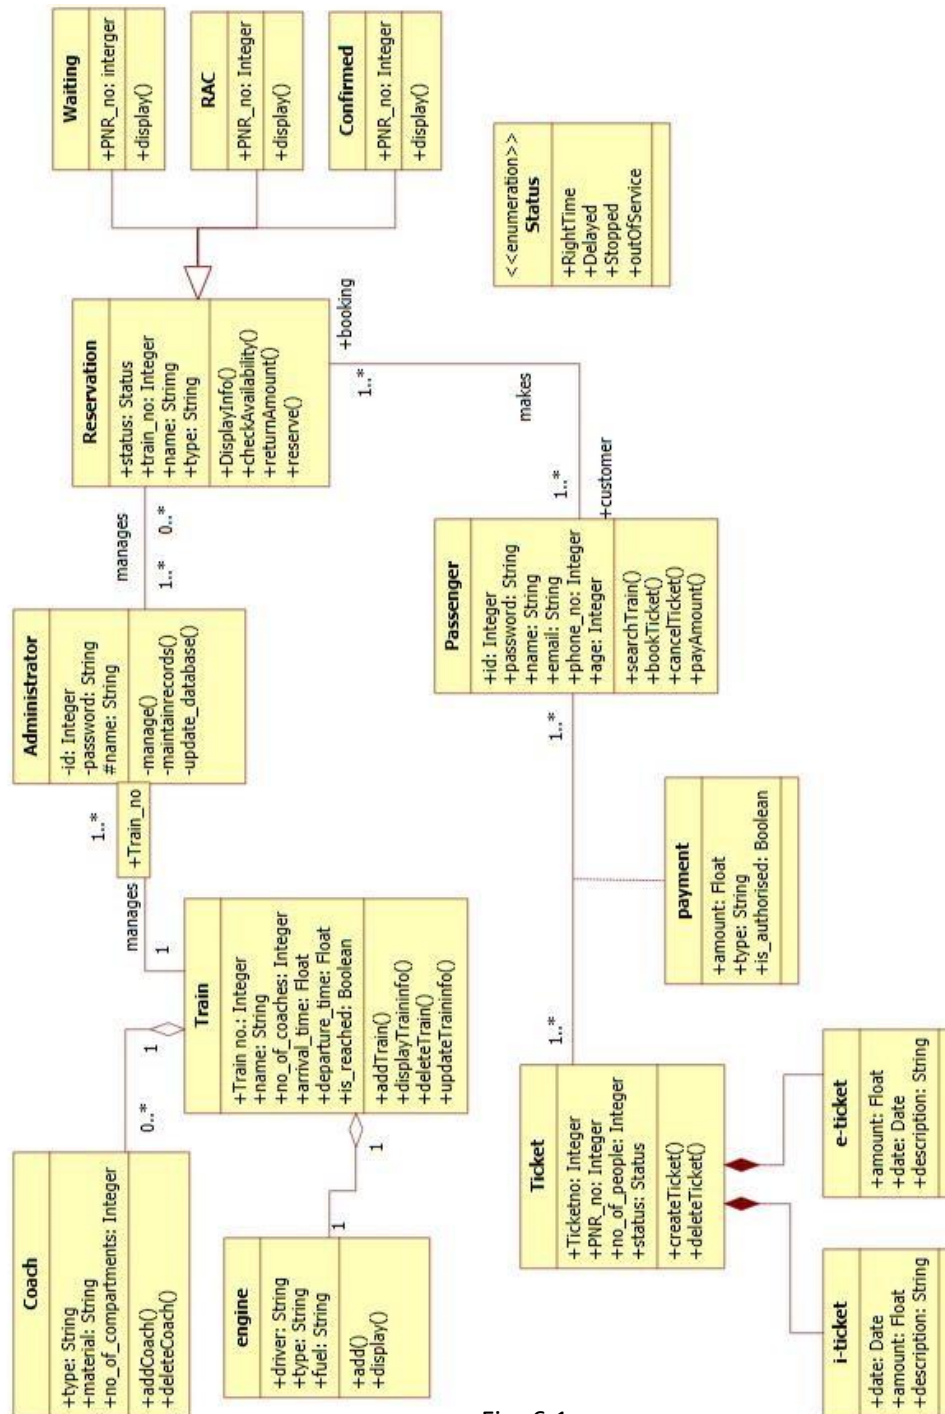 Coach
+type: String
+material: String
+no_of_compartments: Integer
+addCoach()
+deleteCoach()
0..*
1
engine
+driver: String
+type: String
+fuel: String
+add()
+display()
1
1
Train
+Train no.: Integer
+name: String
+no_of_coaches: Integer
+arrival_time: Float
+departure_time: Float
+is_reached: Boolean
+addTrain()
+displayTraininfo()
+deleteTrain()
+updateTraininfo()
1
manages
1..*
+Train_no
Administrator
-id: Integer
-password: String
#name: String
-manage()
-maintainrecords()
-update_database()
manages
1..*
0..*
Reservation
+status: Status
+train_no: Integer
+name: Strimg
+type: String
+DisplayInfo()
+checkAvailability()
+returnAmount()
+reserve()
Waiting
+PNR_no: interger
+display()
RAC
+PNR_no: Integer
+display()
Confirmed
+PNR_no: Integer
+display()
+booking
1..*
makes
1..*
+customer
<<enumeration>>
Status
+RightTime
+Delayed
+Stopped
+outOfService
Passenger
+id: Integer
+password: String
+name: String
+email: String
+phone_no: Integer
+age: Integer
+searchTrain()
+bookTicket()
+cancelTicket()
+payAmount()
1..*
1..*
payment
+amount: Float
+type: String
+is_authorised: Boolean
Ticket
+Ticketno: Integer
+PNR_no: Integer
+no_of_people: Integer
+status: Status
+createTicket()
+deleteTicket()
i-ticket
+date: Date
+amount: Float
+description: String
e-ticket
+amount: Float
+date: Date
+description: String